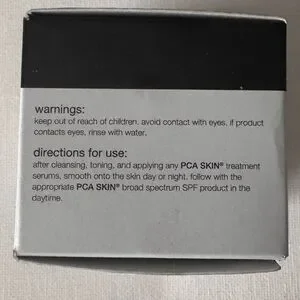 warnings:
keep out of reach of children. avoid contact with eyes. if product
contacts eyes, rinse with water.
directions for use:
after cleansing, toning, and applying any PCA SKIN® treatment
serums, smooth onto the skin day or night. follow with the
appropriate PCA SKIN® broad spectrum SPF product in the
daytime.